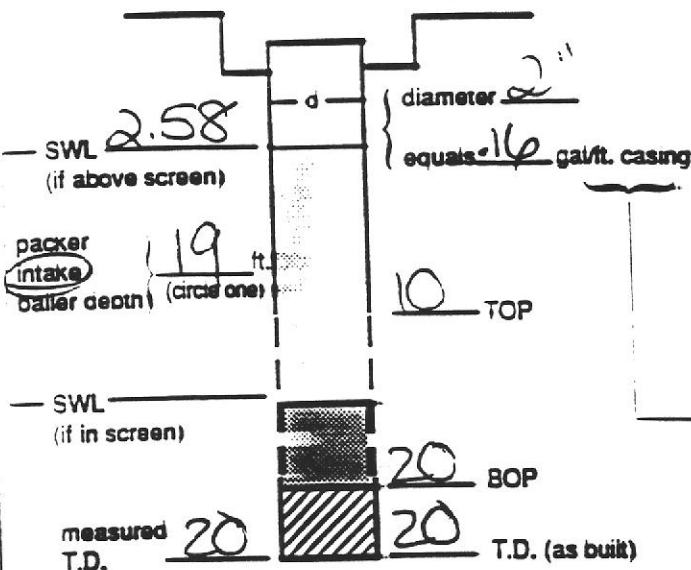 diameter 2"
d
SWL 2.58
(if above screen)
equals .16 gal/ft. casing
packer
intake 19 ft.
bailer depth (circle one)
10 TOP
SWL
(if in screen)
20 BOP
measured 20
T.D.
20 T.D. (as built)